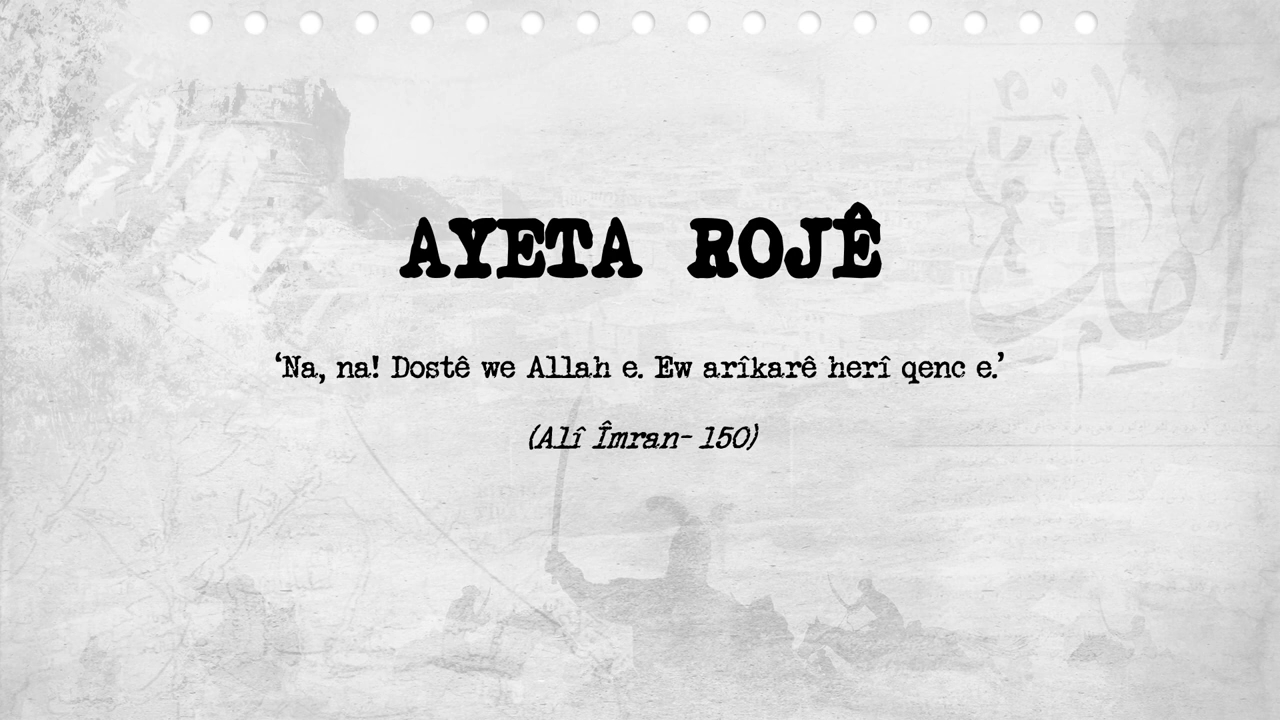 AYETA ROJÊ
‘Na, na! Dostê we Allah e. Ew arîkarê herî qenc e.’
(Alî Îmran- 150)